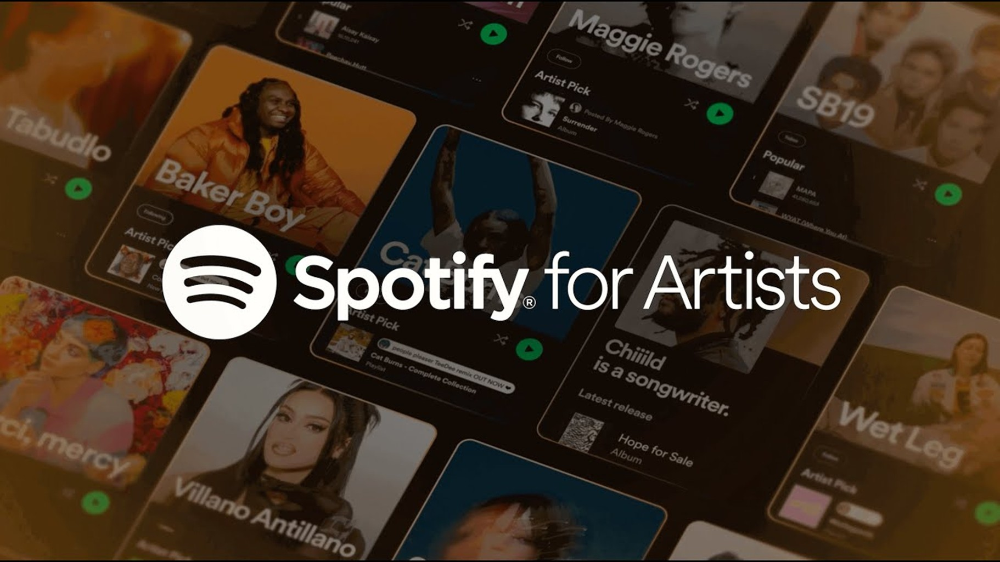 Popular
Aisay Kaisay
Maggie Rogers
Follow
Artist Pick
Posted By Maggie Rogers
Surrender
Album
SB19
Popular
MAPA
WYAT (Where You At)
Tabudlo
Baker Boy
Following
Artist Pic
Spotify® for Artists
Artist Pick
people pleaser TeeDee remix OUT NOW ❤
Cat Burns - Complete Collection
Playlist
Chiiild
is a songwriter.
Latest release
Hope for Sale
Album
Wet Leg
Artist Pick
ci, mercy
Villano Antillano